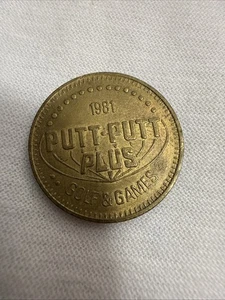 1981
PUTT-PUTT
PLUS
GOLF & GAMES